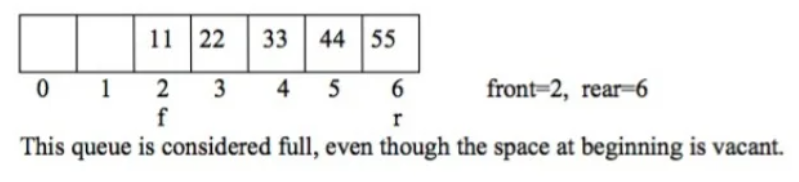 11 22 33 44 55
0 1 2 3 4 5 6 front=2, rear=6
f r
This queue is considered full, even though the space at beginning is vacant.